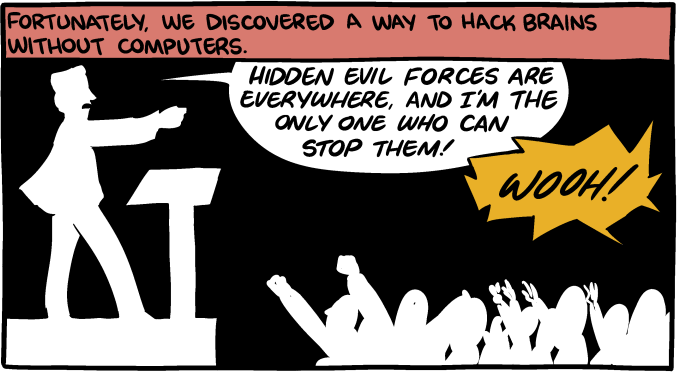 FORTUNATELY, WE DISCOVERED A WAY TO HACK BRAINS
WITHOUT COMPUTERS.
HIDDEN EVIL FORCES ARE
EVERYWHERE, AND I'M THE
ONLY ONE WHO CAN
STOP THEM!
WOOH!